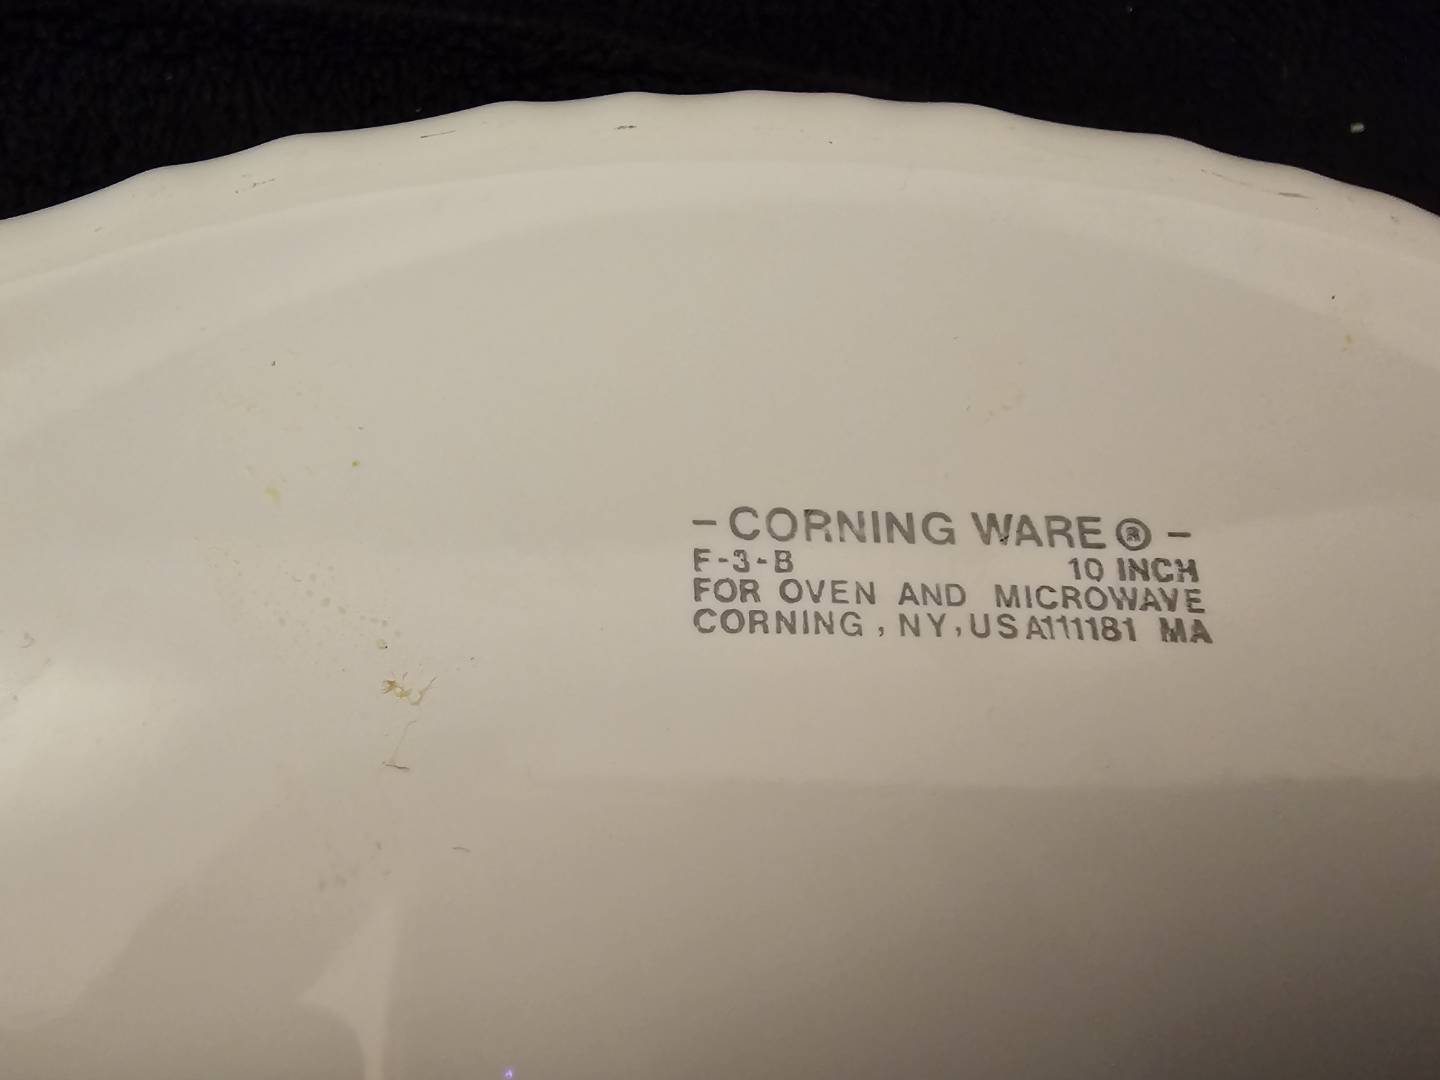 - CORNING WARE ® -
F-3-B 10 INCH
FOR OVEN AND MICROWAVE
CORNING, NY, USA111181 MA